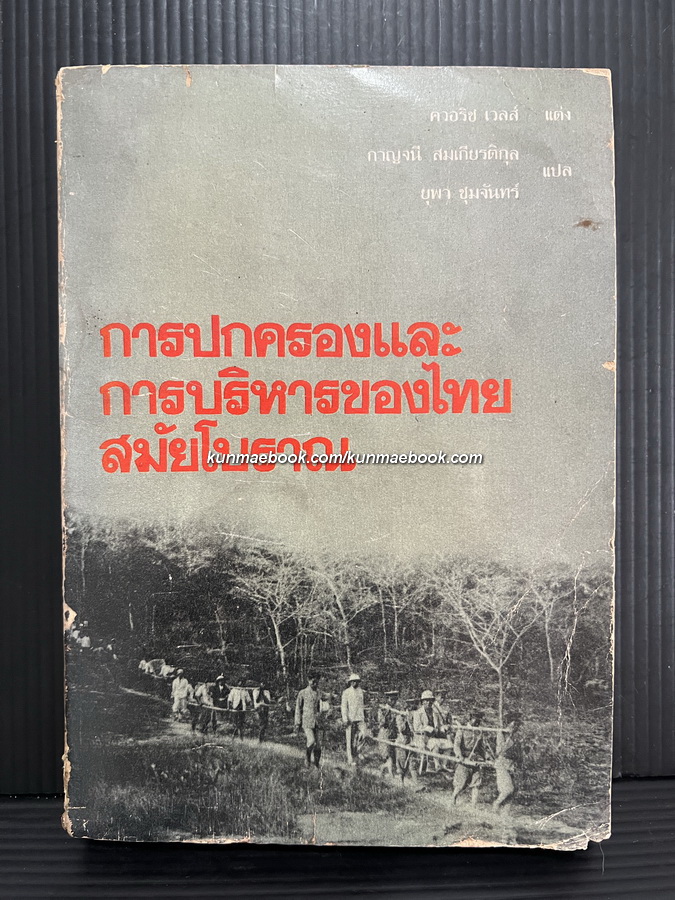 ควอริช เวลส์ แต่ง
กาญจนี สมเกียรติกุล
แปล
ยุพา ชุมจันทร์
การปกครองและ
การบริหารของไทย
สมัยโบราณ
kunmaebook.com/kunmaebook.com